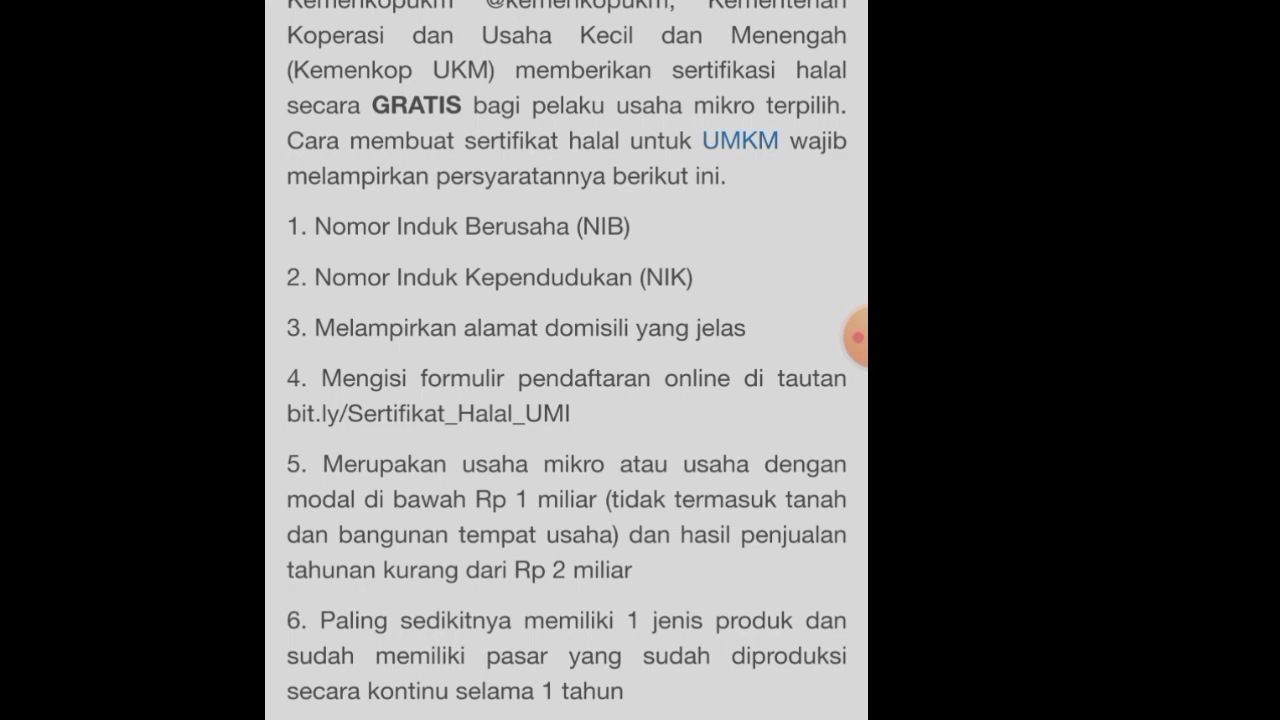 Kemenkopukm @kemenkopukm, Kementerian
Koperasi dan Usaha Kecil dan Menengah
(Kemenkop UKM) memberikan sertifikasi halal
secara GRATIS bagi pelaku usaha mikro terpilih.
Cara membuat sertifikat halal untuk UMKM wajib
melampirkan persyaratannya berikut ini.
1. Nomor Induk Berusaha (NIB)
2. Nomor Induk Kependudukan (NIK)
3. Melampirkan alamat domisili yang jelas
4. Mengisi formulir pendaftaran online di tautan
bit.ly/Sertifikat_Halal_UMI
5. Merupakan usaha mikro atau usaha dengan
modal di bawah Rp 1 miliar (tidak termasuk tanah
dan bangunan tempat usaha) dan hasil penjualan
tahunan kurang dari Rp 2 miliar
6. Paling sedikitnya memiliki 1 jenis produk dan
sudah memiliki pasar yang sudah diproduksi
secara kontinu selama 1 tahun